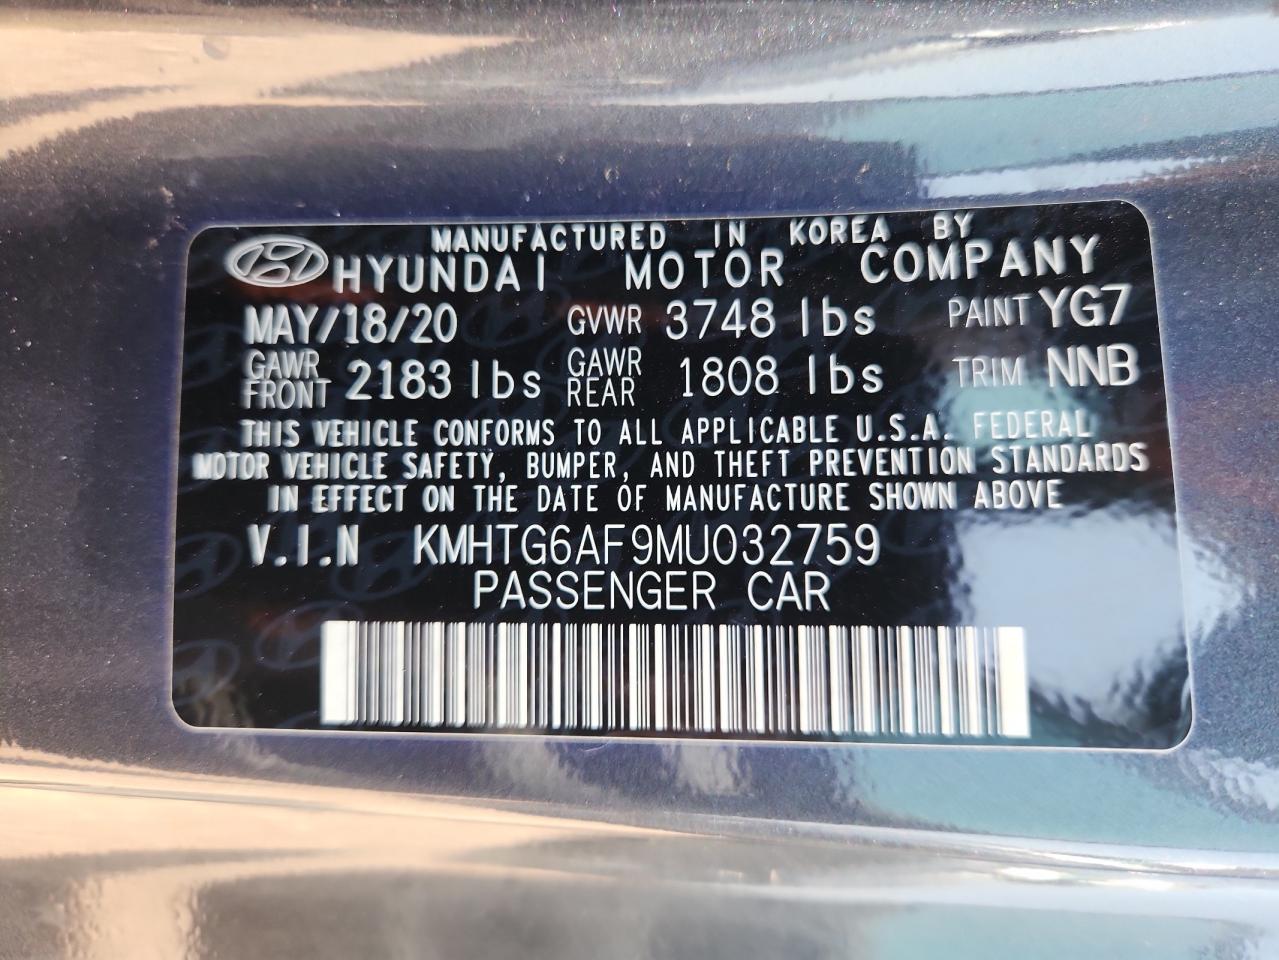 MANUFACTURED IN KOREA BY
HYUNDAI MOTOR COMPANY
MAY/18/20 GVWR 3748 lbs PAINT YG7
GAWR FRONT 2183 lbs GAWR REAR 1808 lbs TRIM NNB
THIS VEHICLE CONFORMS TO ALL APPLICABLE U.S.A. FEDERAL
MOTOR VEHICLE SAFETY, BUMPER, AND THEFT PREVENTION STANDARDS
IN EFFECT ON THE DATE OF MANUFACTURE SHOWN ABOVE
V.I.N KMHTG6AF9MU032759
PASSENGER CAR